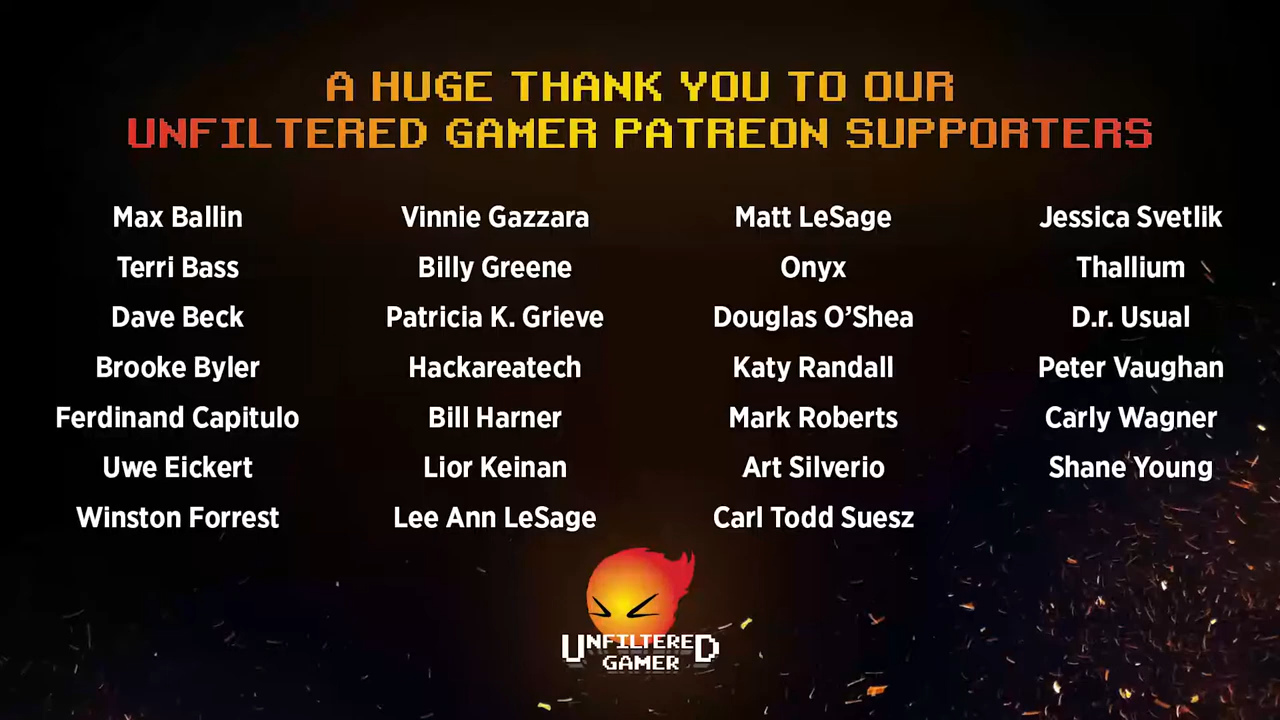 A HUGE THANK YOU TO OUR
UNFILTERED GAMER PATREON SUPPORTERS
Max Ballin
Terri Bass
Dave Beck
Brooke Byler
Ferdinand Capitulo
Uwe Eickert
Winston Forrest
Vinnie Gazzara
Billy Greene
Patricia K. Grieve
Hackareatech
Bill Harner
Lior Keinan
Lee Ann LeSage
Matt LeSage
Onyx
Douglas O’Shea
Katy Randall
Mark Roberts
Art Silverio
Carl Todd Suesz
Jessica Svetlik
Thallium
D.r. Usual
Peter Vaughan
Carly Wagner
Shane Young
UNFILTERED
GAMER